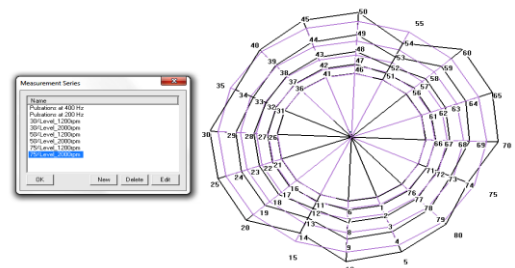 Measurement Series
Name
Pulsations at 400 Hz
Pulsations at 200 Hz
30%Level_1200rpm
30%Level_2000rpm
50%Level_1200rpm
50%Level_2000rpm
75%Level_1200rpm
75%Level_2000rpm
OK
New
Delete
Edit
50
45
55
44 49 54
40 60
43 48 53
39 59
42 47 52
38 58
35 41 46 51 65
37 57
34 36 56 64
33 63
32 62
31 61
30 29 28 27 26 66 67 68 69 70
21 71
22 72
23 73
24 74
25 16 76 75
17 77
20 19 18 11 6 1 78 79 80
12 7 2
13 8 3
14 9 4
15 5